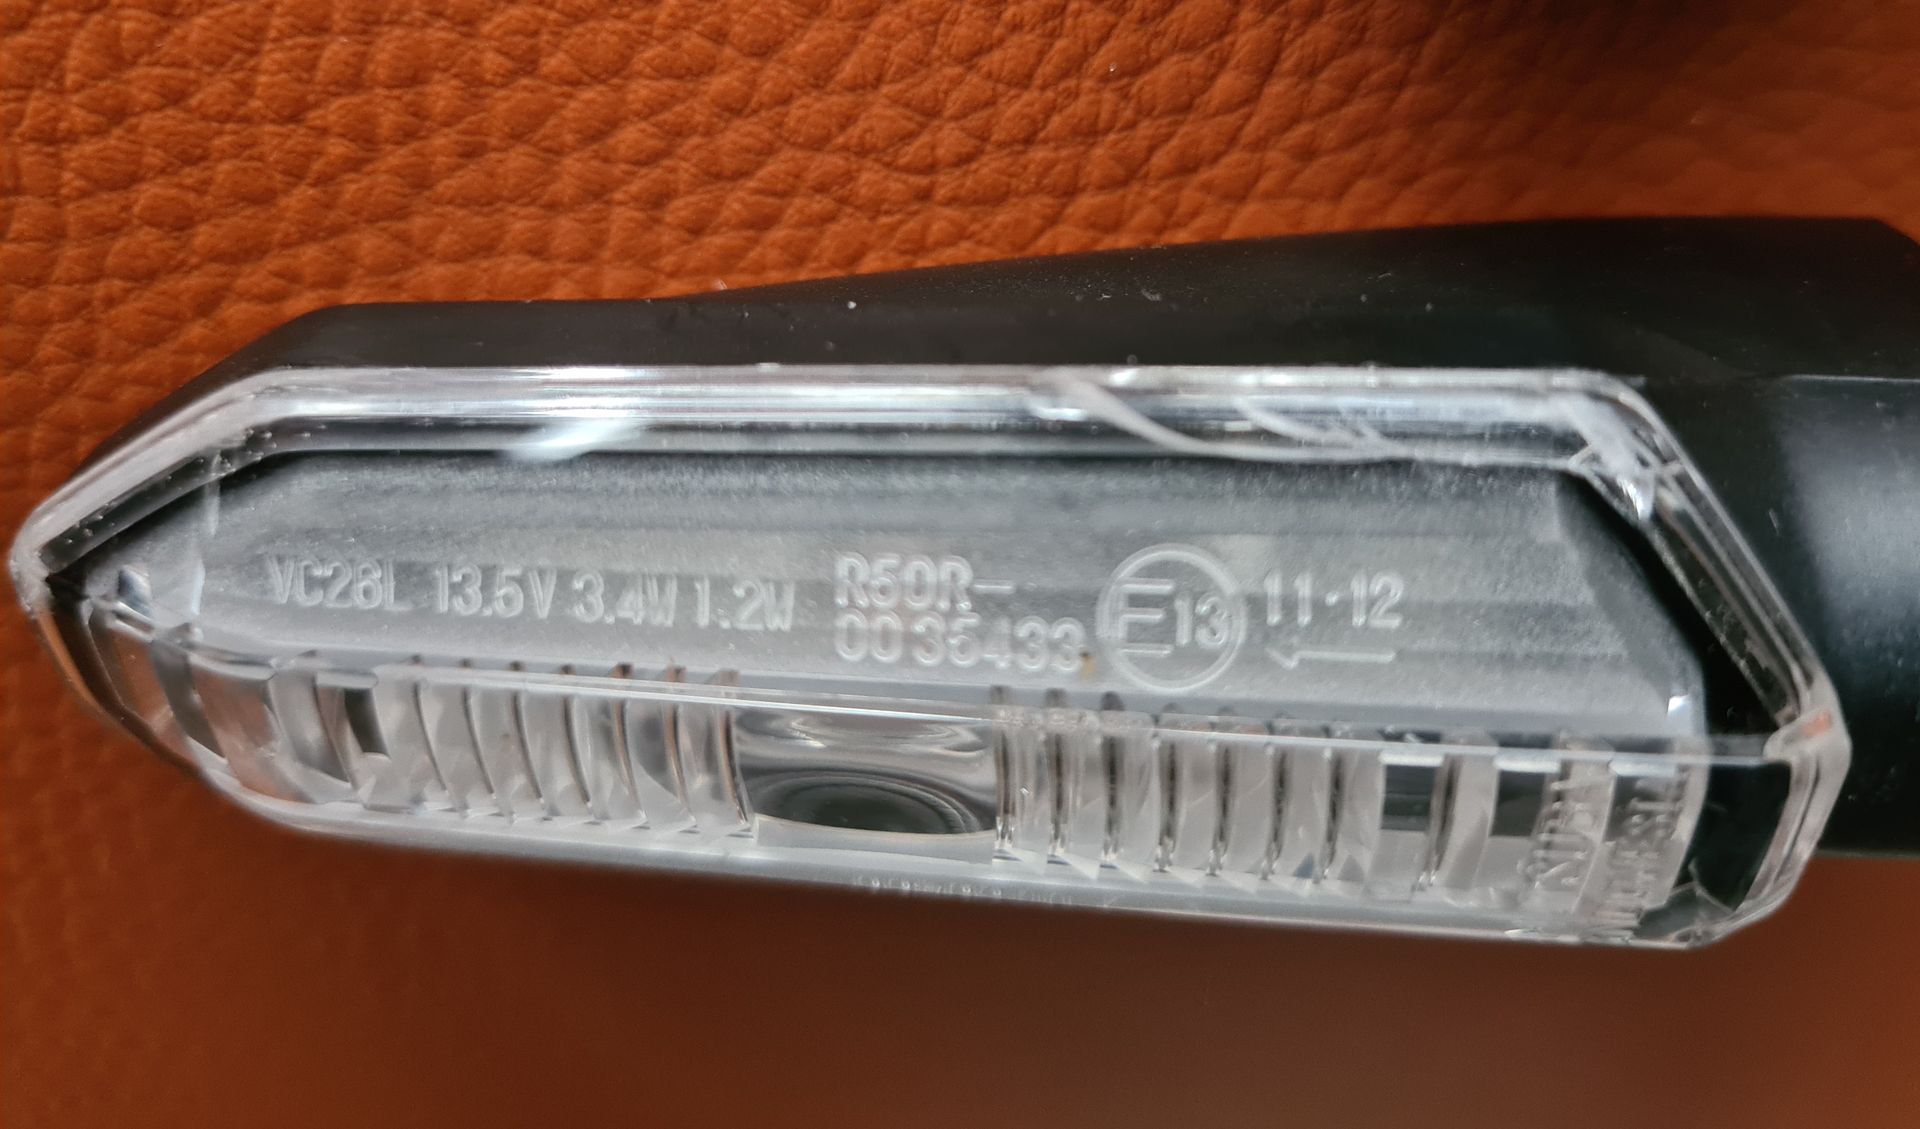 VC26L 13.5V 3.4W 1.2W
R50R-
00 35433
E13
11·12
←